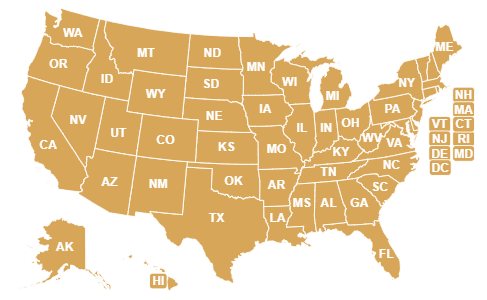 WA
MT
ND
MN
ME
OR
ID
SD
WI
MI
NY
WY
NE
IA
PA
NH
NV
UT
CO
KS
IL
IN
OH
MA
CA
MO
KY
WV
VA
VT CT
AZ
NM
OK
AR
TN
NC
NJ RI
TX
LA
MS
AL
GA
SC
DE MD
DC
AK
HI
FL